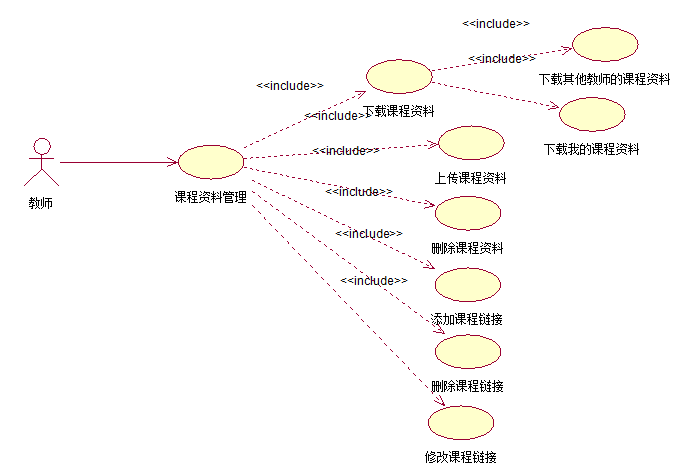 <<include>>
<<include>>
下载其他教师的课程资料
<<include>>
下载课程资料
<<include>>
下载我的课程资料
<<include>>
上传课程资料
<<include>>
教师
课程资料管理
<<include>>
删除课程资料
<<include>>
添加课程链接
删除课程链接
修改课程链接